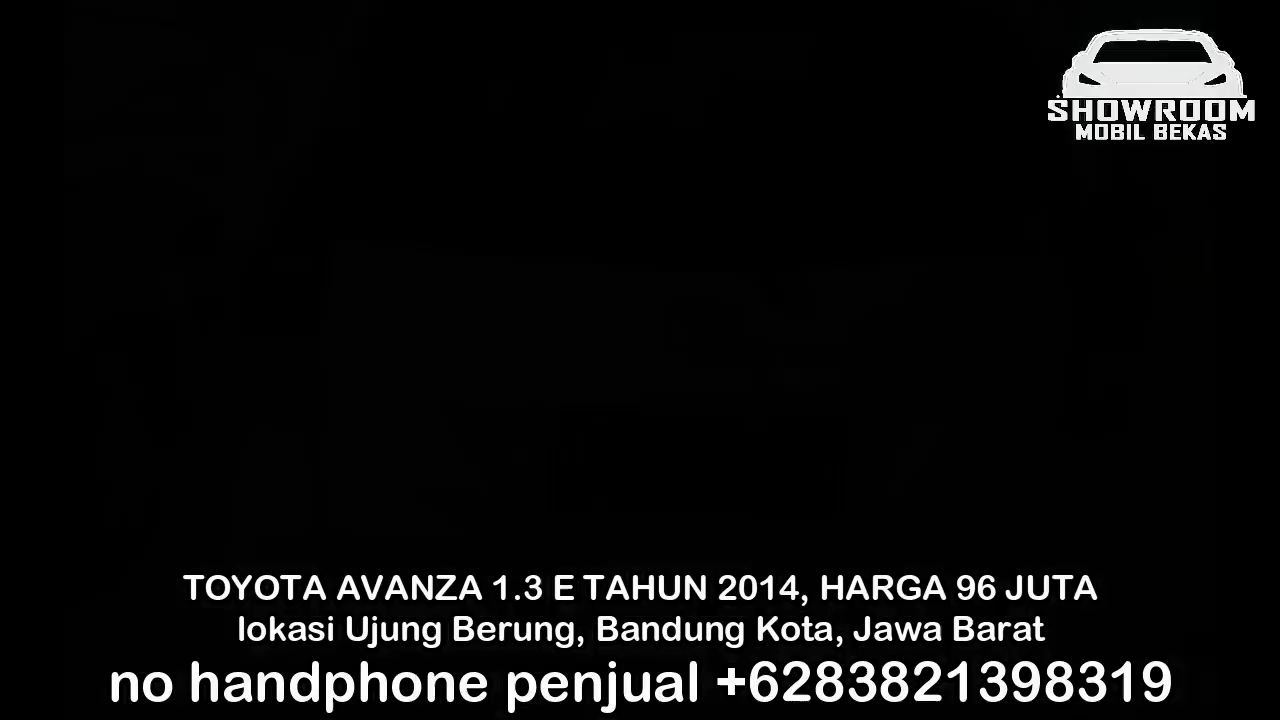 SHOWROOM
MOBIL BEKAS
TOYOTA AVANZA 1.3 E TAHUN 2014, HARGA 96 JUTA
lokasi Ujung Berung, Bandung Kota, Jawa Barat
no handphone penjual +6283821398319